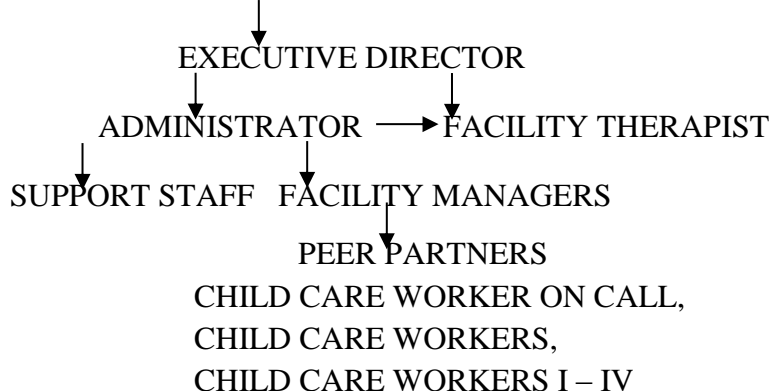 EXECUTIVE DIRECTOR
ADMINISTRATOR FACILITY THERAPIST
SUPPORT STAFF FACILITY MANAGERS
PEER PARTNERS
CHILD CARE WORKER ON CALL,
CHILD CARE WORKERS,
CHILD CARE WORKERS I – IV